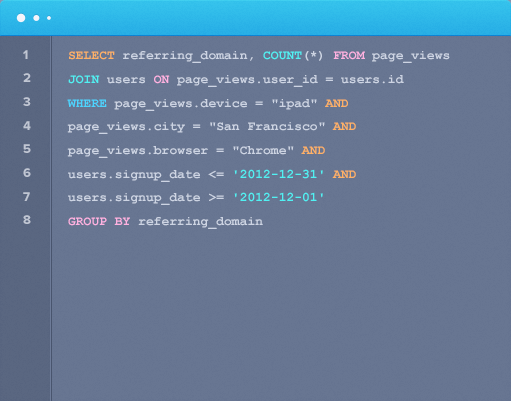 1 SELECT referring_domain, COUNT(*) FROM page_views
2 JOIN users ON page_views.user_id = users.id
3 WHERE page_views.device = "ipad" AND
4 page_views.city = "San Francisco" AND
5 page_views.browser = "Chrome" AND
6 users.signup_date <= '2012-12-31' AND
7 users.signup_date >= '2012-12-01'
8 GROUP BY referring_domain